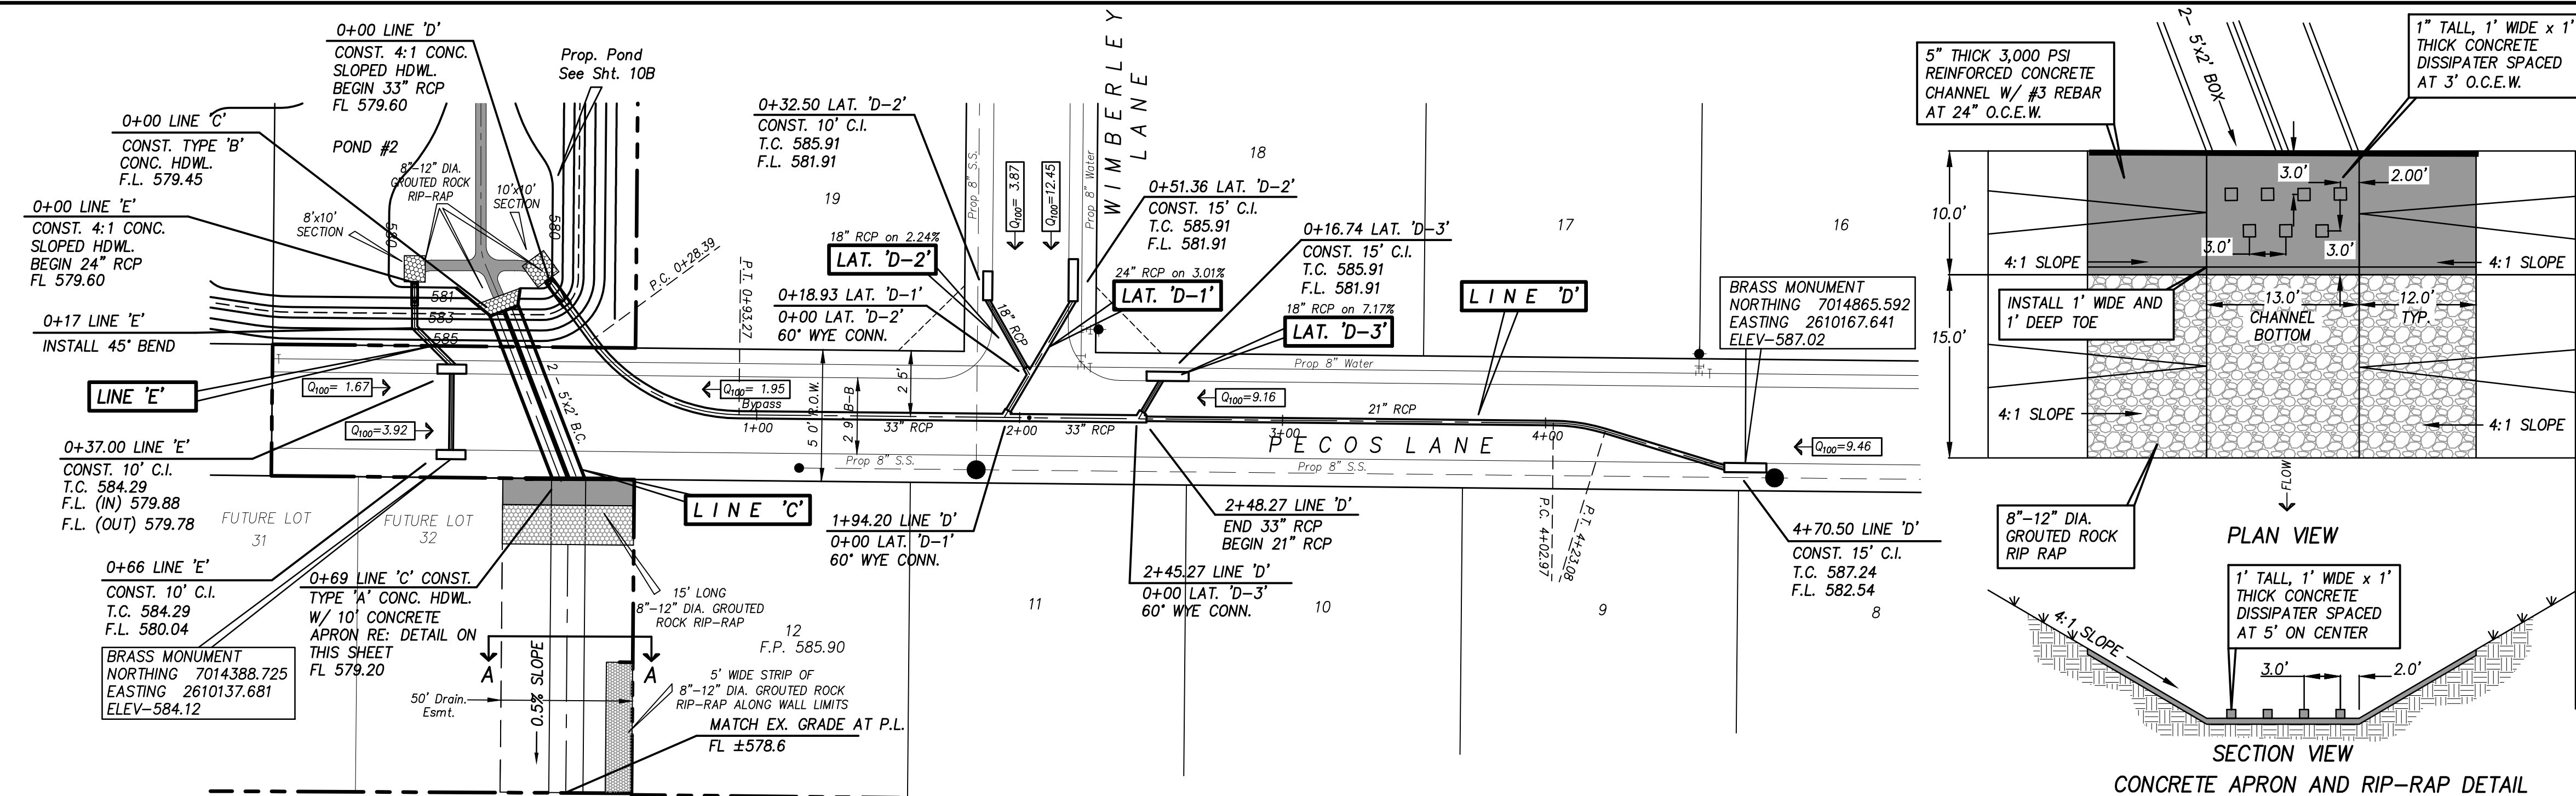 0+00 LINE 'D'
CONST. 4:1 CONC.
SLOPED HDWL.
BEGIN 33" RCP
FL 579.60
Prop. Pond
See Sht. 10B
0+00 LINE 'C'
CONST. TYPE 'B'
CONC. HDWL.
F.L. 579.45
POND #2
8"-12" DIA.
GROUTED ROCK
RIP-RAP
10'x10'
SECTION
8'x10'
SECTION
580
580
581
583
585
0+00 LINE 'E'
CONST. 4:1 CONC.
SLOPED HDWL.
BEGIN 24" RCP
FL 579.60
0+17 LINE 'E'
INSTALL 45° BEND
LINE 'E'
Q100= 1.67
Q100=3.92
0+37.00 LINE 'E'
CONST. 10' C.I.
T.C. 584.29
F.L. (IN) 579.88
F.L. (OUT) 579.78
FUTURE LOT
31
FUTURE LOT
32
0+66 LINE 'E'
CONST. 10' C.I.
T.C. 584.29
F.L. 580.04
BRASS MONUMENT
NORTHING 7014388.725
EASTING 2610137.681
ELEV-584.12
0+69 LINE 'C' CONST.
TYPE 'A' CONC. HDWL.
W/ 10' CONCRETE
APRON RE: DETAIL ON
THIS SHEET
FL 579.20
2 - 5'x2' B.C.
LINE 'C'
15' LONG
8"-12" DIA. GROUTED
ROCK RIP-RAP
12
F.P. 585.90
A
A
0.5% SLOPE
50' Drain.
Esmt.
5' WIDE STRIP OF
8"-12" DIA. GROUTED ROCK
RIP-RAP ALONG WALL LIMITS
MATCH EX. GRADE AT P.L.
FL ±578.6
P.C. 0+28.39
P.T. 0+93.27
0+32.50 LAT. 'D-2'
CONST. 10' C.I.
T.C. 585.91
F.L. 581.91
19
18" RCP on 2.24%
LAT. 'D-2'
0+18.93 LAT. 'D-1'
0+00 LAT. 'D-2'
60° WYE CONN.
18" RCP
Prop 8" S.S.
Q100= 3.87
Q100=12.45
Prop 8" Water
WIMBERLEY
LANE
18
0+51.36 LAT. 'D-2'
CONST. 15' C.I.
T.C. 585.91
F.L. 581.91
24" RCP on 3.01%
LAT. 'D-1'
0+16.74 LAT. 'D-3'
CONST. 15' C.I.
T.C. 585.91
F.L. 581.91
18" RCP on 7.17%
LAT. 'D-3'
17
16
LINE 'D'
BRASS MONUMENT
NORTHING 7014865.592
EASTING 2610167.641
ELEV-587.02
Prop 8" Water
Q100= 1.95
Bypass
50' R.O.W.
29' B-B
25'
1+00
33" RCP
2+00
33" RCP
Q100=9.16
21" RCP
3+00
4+00
PECOS LANE
Q100=9.46
Prop 8" S.S.
Prop 8" S.S.
1+94.20 LINE 'D'
0+00 LAT. 'D-1'
60° WYE CONN.
2+48.27 LINE 'D'
END 33" RCP
BEGIN 21" RCP
2+45.27 LINE 'D'
0+00 LAT. 'D-3'
60° WYE CONN.
P.C. 4+02.97
P.T. 4+23.08
4+70.50 LINE 'D'
CONST. 15' C.I.
T.C. 587.24
F.L. 582.54
11
10
9
8
5" THICK 3,000 PSI
REINFORCED CONCRETE
CHANNEL W/ #3 REBAR
AT 24" O.C.E.W.
2- 5'x2' BOX
1" TALL, 1' WIDE x 1'
THICK CONCRETE
DISSIPATER SPACED
AT 3' O.C.E.W.
3.0'
2.00'
10.0'
3.0'
3.0'
4:1 SLOPE
4:1 SLOPE
INSTALL 1' WIDE AND
1' DEEP TOE
13.0'
CHANNEL
BOTTOM
12.0'
TYP.
15.0'
4:1 SLOPE
4:1 SLOPE
8"-12" DIA.
GROUTED ROCK
RIP RAP
FLOW
PLAN VIEW
1' TALL, 1' WIDE x 1'
THICK CONCRETE
DISSIPATER SPACED
AT 5' ON CENTER
4:1 SLOPE
3.0'
2.0'
SECTION VIEW
CONCRETE APRON AND RIP-RAP DETAIL